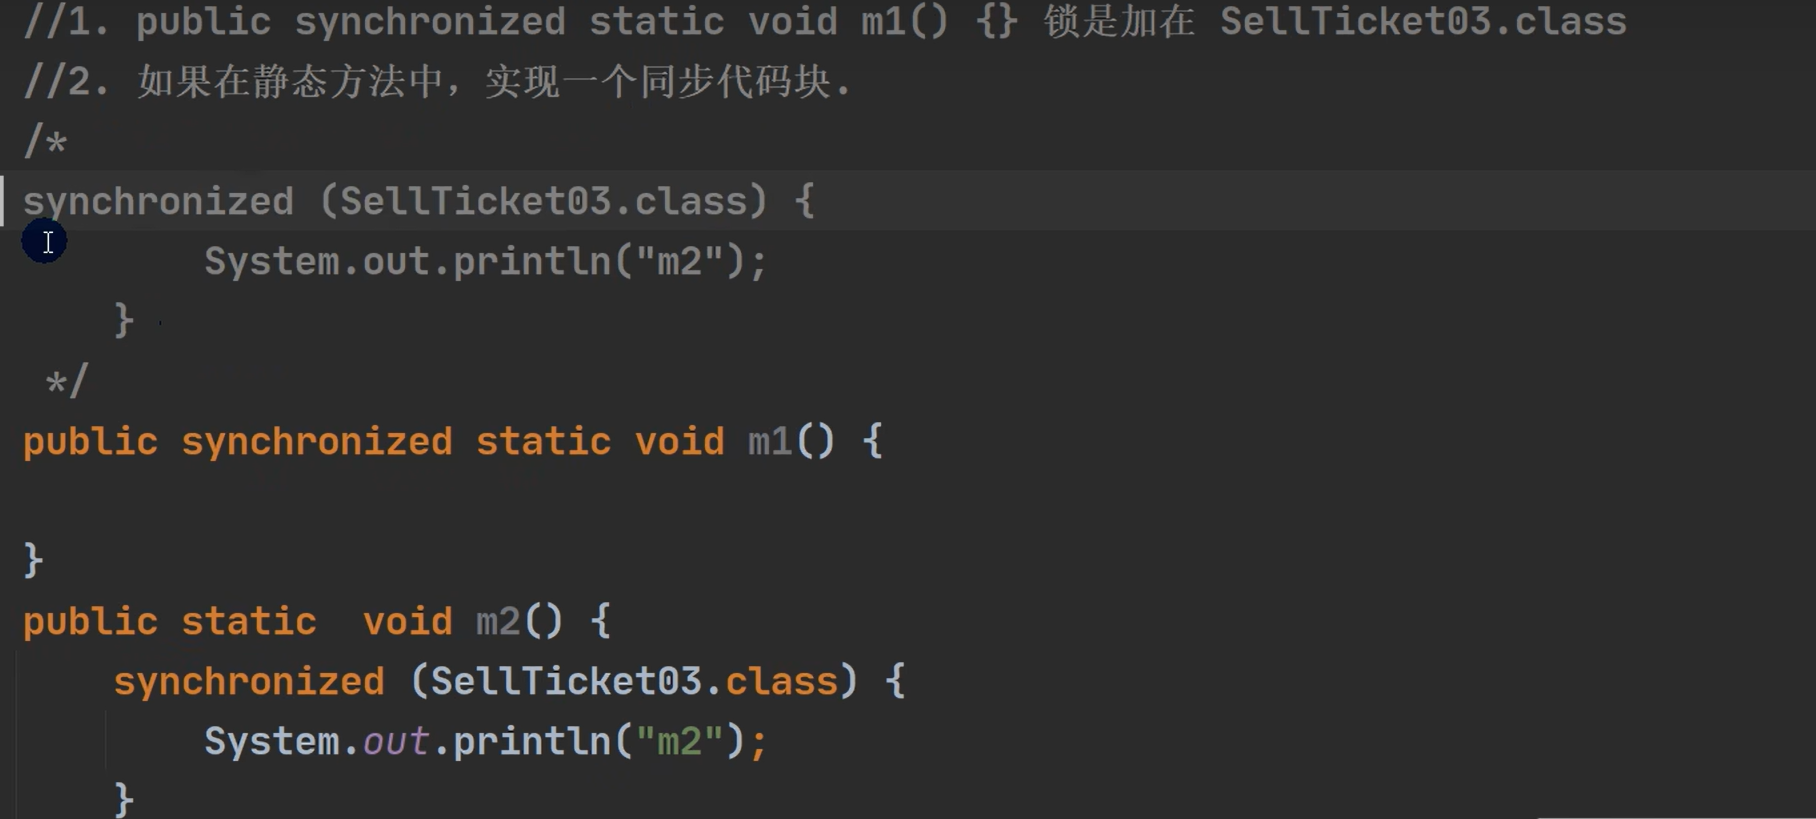 //1. public synchronized static void m1() {} 锁是加在 SellTicket03.class
//2. 如果在静态方法中，实现一个同步代码块.
/*
synchronized (SellTicket03.class) {
System.out.println("m2");
}
*/
public synchronized static void m1() {
}
public static  void m2() {
synchronized (SellTicket03.class) {
System.out.println("m2");
}